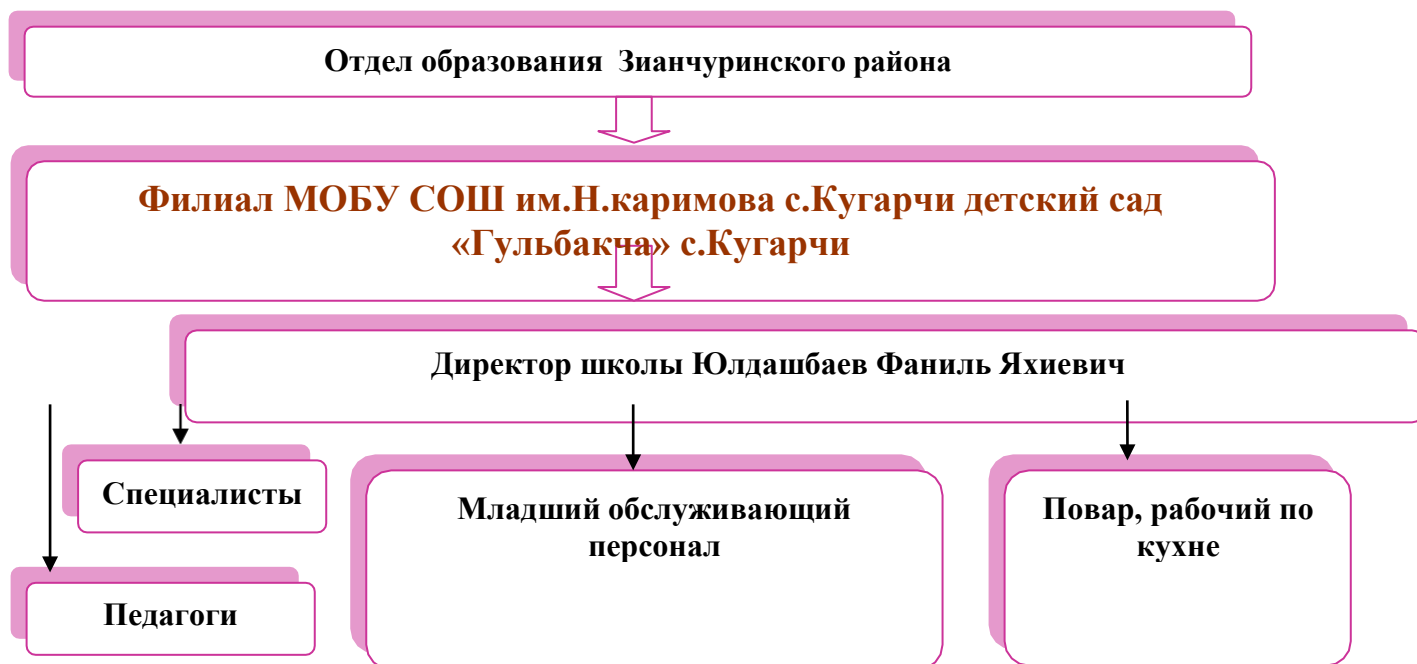 Отдел образования Зианчуринского района
Филиал МОБУ СОШ им.Н.каримова с.Кугарчи детский сад
«Гульбакча» с.Кугарчи
Директор школы Юлдашбаев Фаниль Яхиевич
Специалисты
Младший обслуживающий
персонал
Повар, рабочий по
кухне
Педагоги